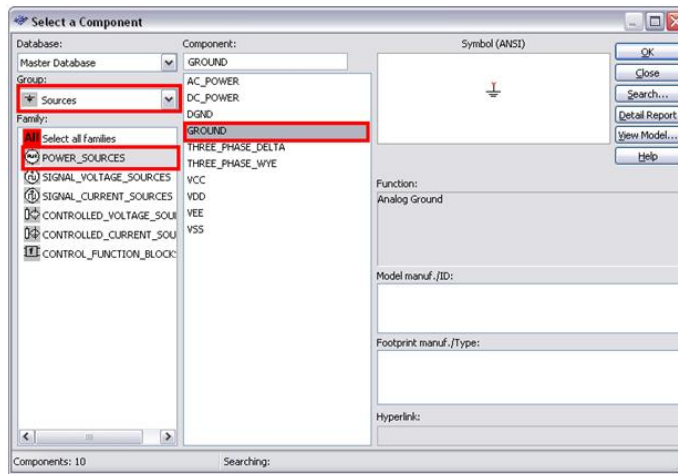 Select a Component
Database:
Master Database
Group:
Sources
Family:
All Select all families
POWER_SOURCES
SIGNAL_VOLTAGE_SOURCES
SIGNAL_CURRENT_SOURCES
CONTROLLED_VOLTAGE_SOU
CONTROLLED_CURRENT_SOU
CONTROL_FUNCTION_BLOCK
Component:
GROUND
AC_POWER
DC_POWER
DGND
GROUND
THREE_PHASE_DELTA
THREE_PHASE_WYE
VCC
VDD
VEE
VSS
Symbol (ANSI)
OK
Close
Search...
Detail Report
View Model...
Help
Function:
Analog Ground
Model manuf./ID:
Footprint manuf./Type:
Hyperlink:
Components: 10
Searching: